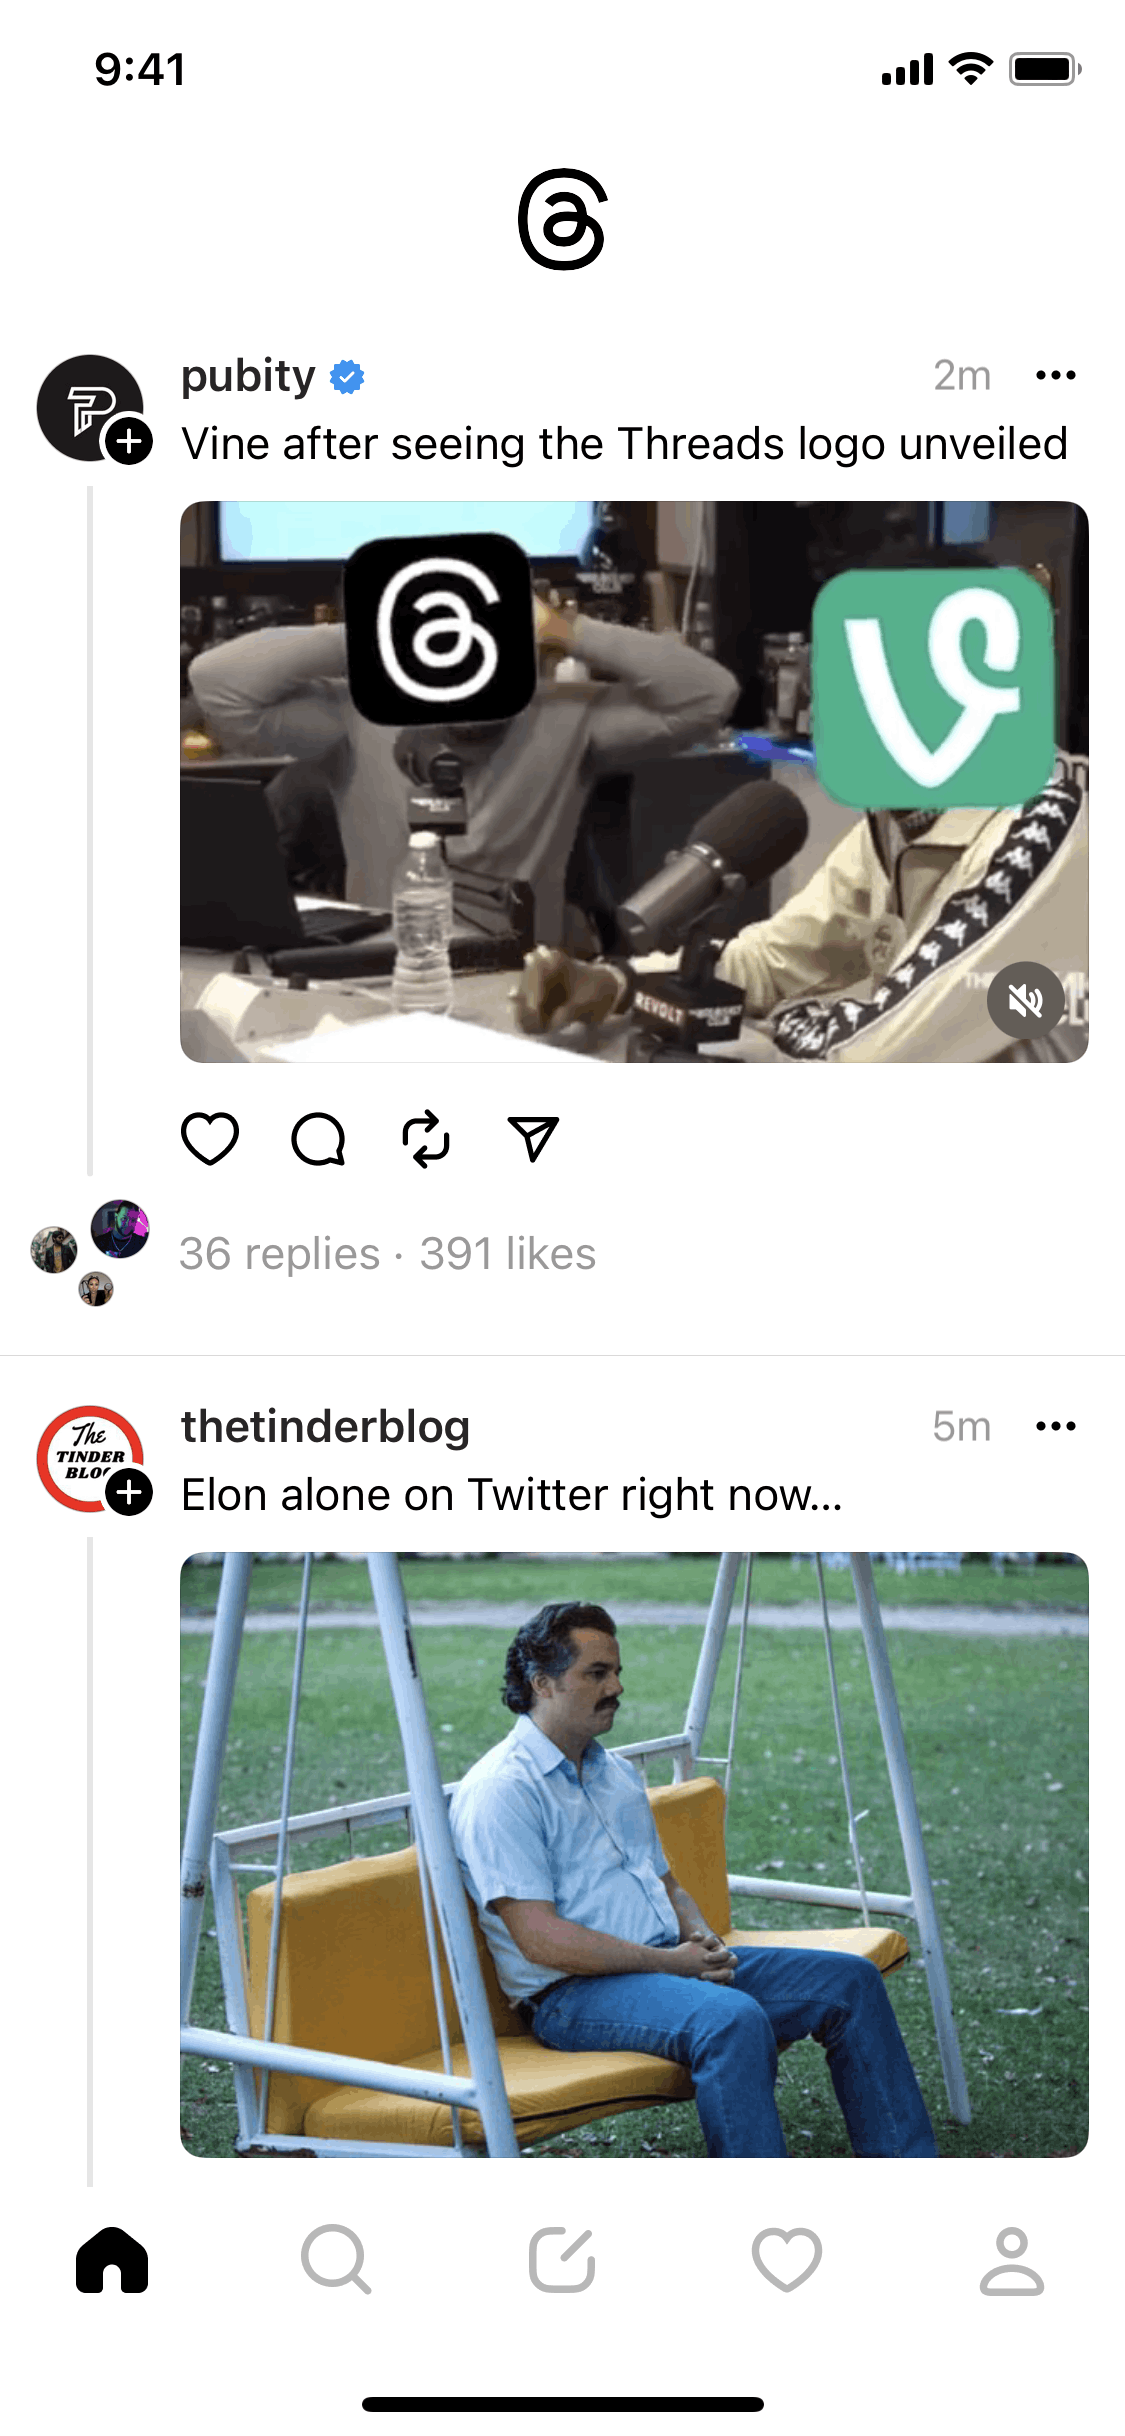 9:41
pubity
2m
Vine after seeing the Threads logo unveiled
REVOLT
36 replies · 391 likes
The
TINDER
thetinderblog
5m
Elon alone on Twitter right now...